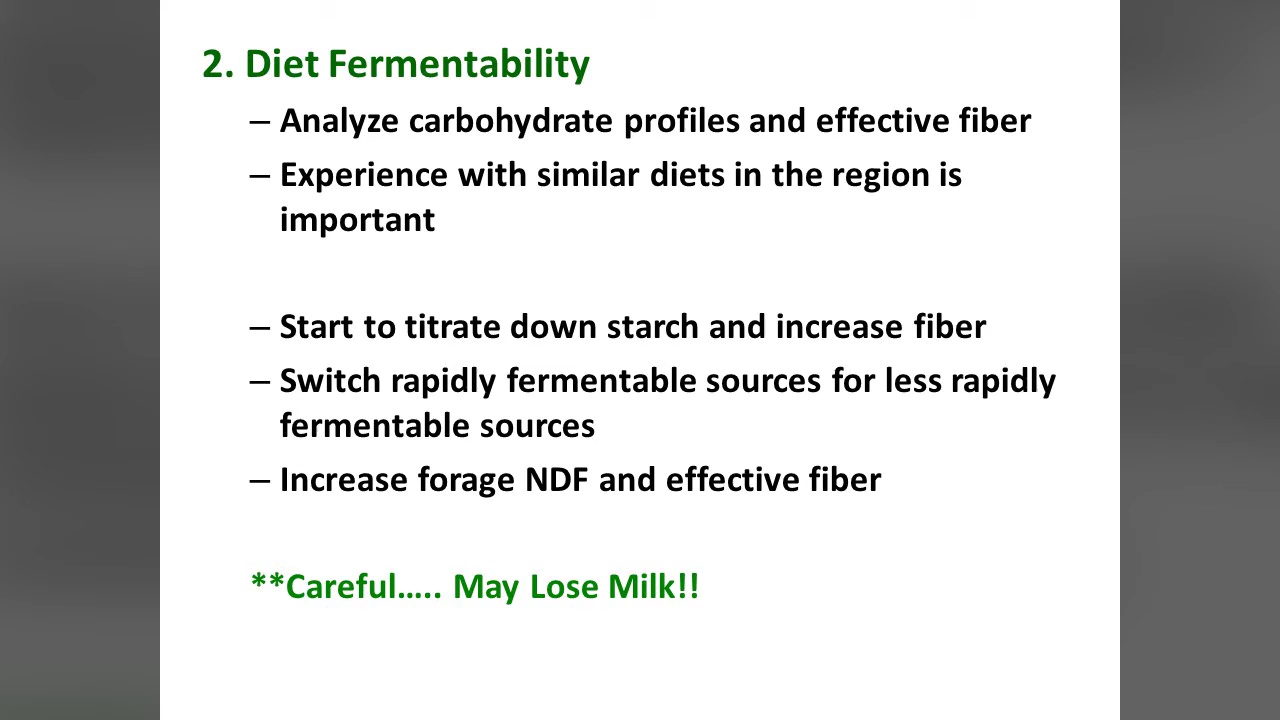 2. Diet Fermentability
– Analyze carbohydrate profiles and effective fiber
– Experience with similar diets in the region is
important
– Start to titrate down starch and increase fiber
– Switch rapidly fermentable sources for less rapidly
fermentable sources
– Increase forage NDF and effective fiber
**Careful….. May Lose Milk!!